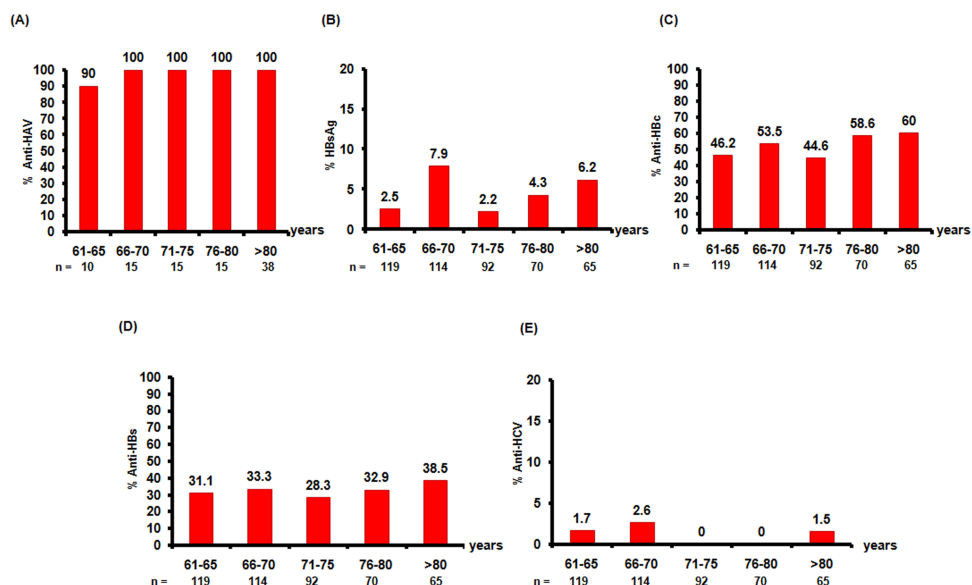 (A)
% Anti-HAV
100
90
80
70
60
50
40
30
20
10
0
90 100 100 100 100
61-65 66-70 71-75 76-80 >80 years
n = 10 15 15 15 38
(B)
% HBsAg
20
15
10
5
0
2.5 7.9 2.2 4.3 6.2
61-65 66-70 71-75 76-80 >80 years
n = 119 114 92 70 65
(C)
% Anti-HBc
100
90
80
70
60
50
40
30
20
10
0
46.2 53.5 44.6 58.6 60
61-65 66-70 71-75 76-80 >80 years
n = 119 114 92 70 65
(D)
% Anti-HBs
100
90
80
70
60
50
40
30
20
10
0
31.1 33.3 28.3 32.9 38.5
61-65 66-70 71-75 76-80 >80 years
n = 119 114 92 70 65
(E)
% Anti-HCV
20
15
10
5
0
1.7 2.6 0 0 1.5
61-65 66-70 71-75 76-80 >80 years
n = 119 114 92 70 65